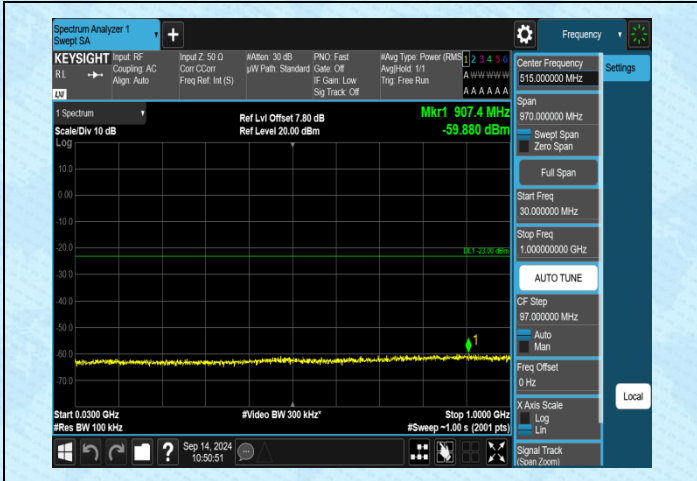 Spectrum Analyzer 1
Swept SA
+
Frequency
KEYSIGHT
RL
LXI
Input: RF
Coupling: AC
Align: Auto
Input Z: 50 Ω
Corr CCorr
Freq Ref: Int (S)
#Atten: 30 dB
µW Path: Standard
PNO: Fast
Gate: Off
IF Gain: Low
Sig Track: Off
#Avg Type: Power (RMS
Avg|Hold: 1/1
Trig: Free Run
1 2 3 4 5 6
A W W W W W
A A A A A A
1 Spectrum
Scale/Div 10 dB
Log
Ref Lvl Offset 7.80 dB
Ref Level 20.00 dBm
Mkr1 907.4 MHz
-59.880 dBm
10.0
0.00
-10.0
-20.0
-30.0
-40.0
-50.0
-60.0
-70.0
DL1 -23.00 dBm
1
Start 0.0300 GHz
#Res BW 100 kHz
#Video BW 300 kHz*
Stop 1.0000 GHz
#Sweep ~1.00 s (2001 pts)
?
Sep 14, 2024
10:50:51
Center Frequency
515.000000 MHz
Span
970.000000 MHz
Swept Span
Zero Span
Full Span
Start Freq
30.000000 MHz
Stop Freq
1.000000000 GHz
AUTO TUNE
CF Step
97.000000 MHz
Auto
Man
Freq Offset
0 Hz
X Axis Scale
Log
Lin
Signal Track
(Span Zoom)
Settings
Local